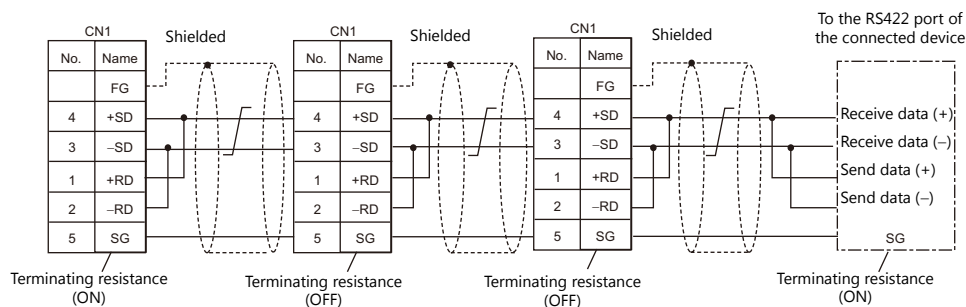 CN1
Shielded
No. Name
FG
4 +SD
3 −SD
1 +RD
2 −RD
5 SG
Terminating resistance
(ON)
CN1
Shielded
No. Name
FG
4 +SD
3 −SD
1 +RD
2 −RD
5 SG
Terminating resistance
(OFF)
CN1
Shielded
No. Name
FG
4 +SD
3 −SD
1 +RD
2 −RD
5 SG
Terminating resistance
(OFF)
To the RS422 port of
the connected device
Receive data (+)
Receive data (−)
Send data (+)
Send data (−)
SG
Terminating resistance
(ON)